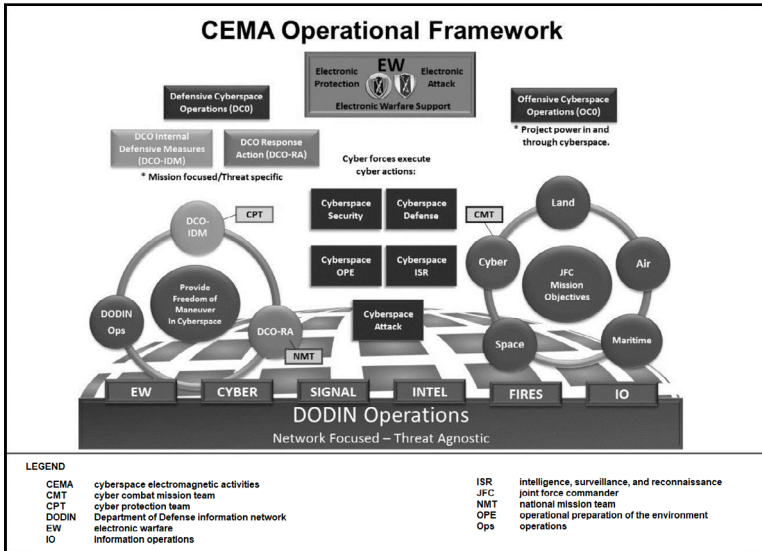 CEMA Operational Framework
EW
Electronic
Protection
Electronic
Attack
Electronic Warfare Support
Defensive Cyberspace
Operations (DC0)
Offensive Cyberspace
Operations (OC0)
* Project power in and
through cyberspace.
DCO Internal
Defensive Measures
(DCO-IDM)
DCO Response
Action (DCO-RA)
* Mission focused/Threat specific
Cyber forces execute
cyber actions:
Cyberspace
Security
Cyberspace
Defense
Cyberspace
OPE
Cyberspace
ISR
Cyberspace
Attack
DCO-
IDM
CPT
Provide
Freedom of
Maneuver
In Cyberspace
DODIN
Ops
DCO-RA
NMT
CMT
Land
Cyber
Air
JFC
Mission
Objectives
Space
Maritime
EW
CYBER
SIGNAL
INTEL
FIRES
IO
DODIN Operations
Network Focused – Threat Agnostic
LEGEND
CEMA cyberspace electromagnetic activities
CMT cyber combat mission team
CPT cyber protection team
DODIN Department of Defense information network
EW electronic warfare
IO Information operations
ISR intelligence, surveillance, and reconnaissance
JFC joint force commander
NMT national mission team
OPE operational preparation of the environment
Ops operations